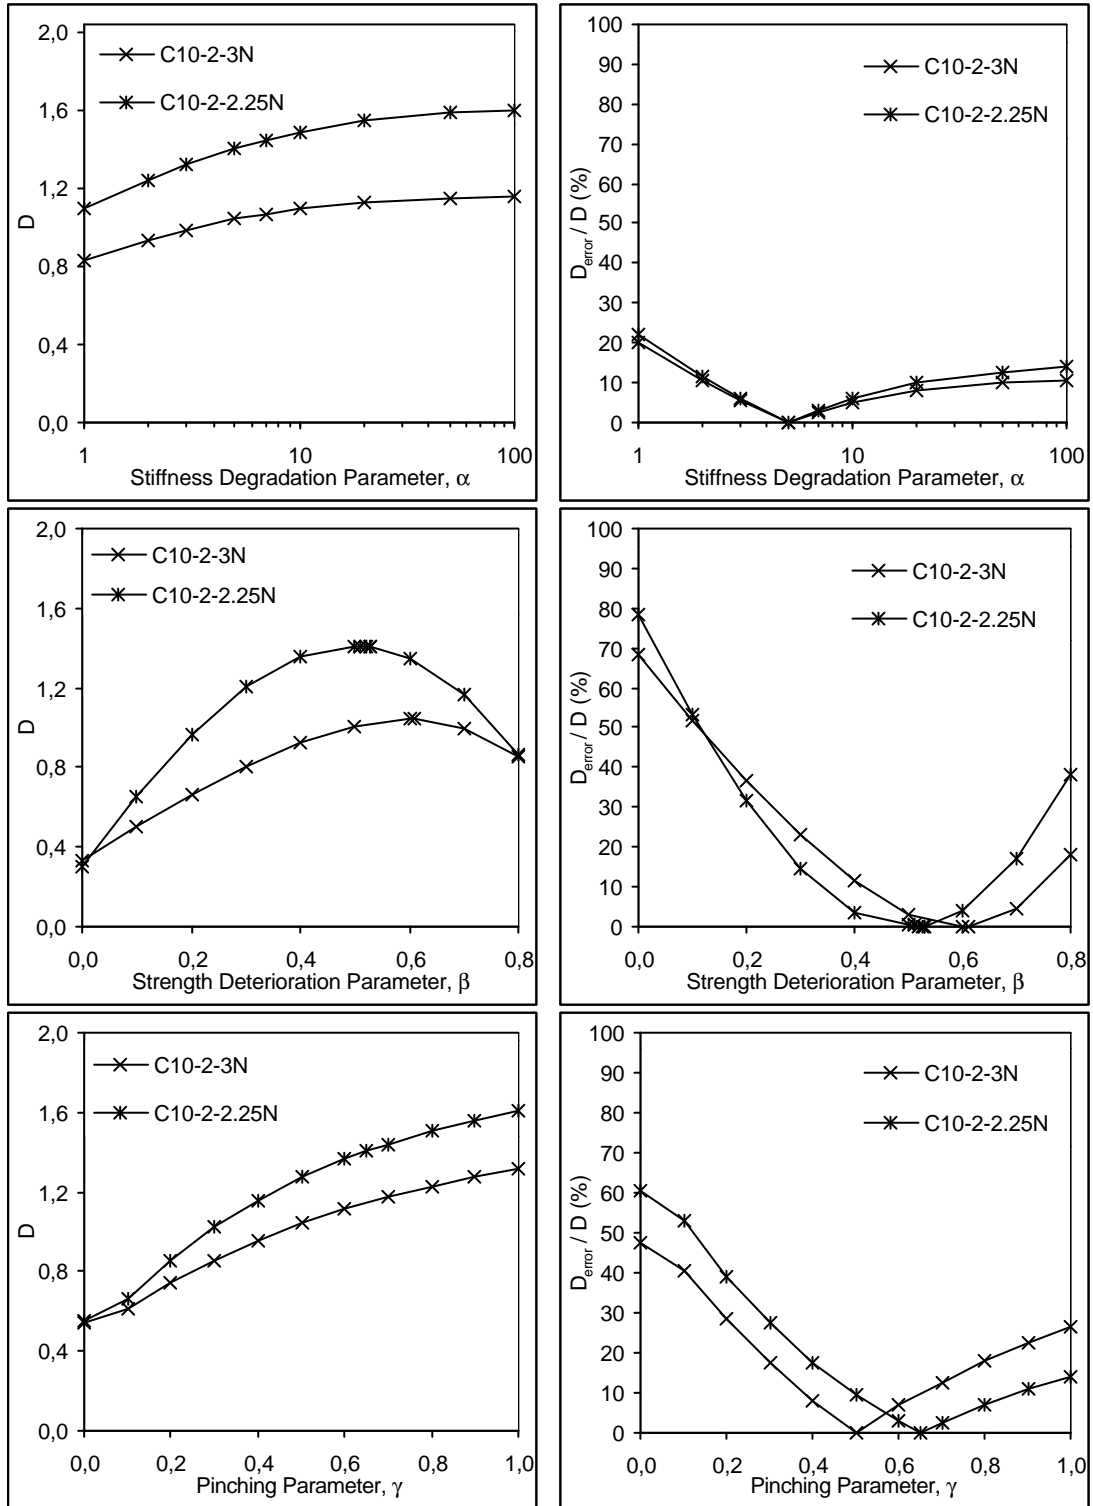 2,0
1,6
1,2
0,8
0,4
0,0
D
C10-2-3N
C10-2-2.25N
1 10 100
Stiffness Degradation Parameter, α
100
90
80
70
60
50
40
30
20
10
0
D_error / D (%)
C10-2-3N
C10-2-2.25N
1 10 100
Stiffness Degradation Parameter, α
2,0
1,6
1,2
0,8
0,4
0,0
D
C10-2-3N
C10-2-2.25N
0,0 0,2 0,4 0,6 0,8
Strength Deterioration Parameter, β
100
90
80
70
60
50
40
30
20
10
0
D_error / D (%)
C10-2-3N
C10-2-2.25N
0,0 0,2 0,4 0,6 0,8
Strength Deterioration Parameter, β
2,0
1,6
1,2
0,8
0,4
0,0
D
C10-2-3N
C10-2-2.25N
0,0 0,2 0,4 0,6 0,8 1,0
Pinching Parameter, γ
100
90
80
70
60
50
40
30
20
10
0
D_error / D (%)
C10-2-3N
C10-2-2.25N
0,0 0,2 0,4 0,6 0,8 1,0
Pinching Parameter, γ